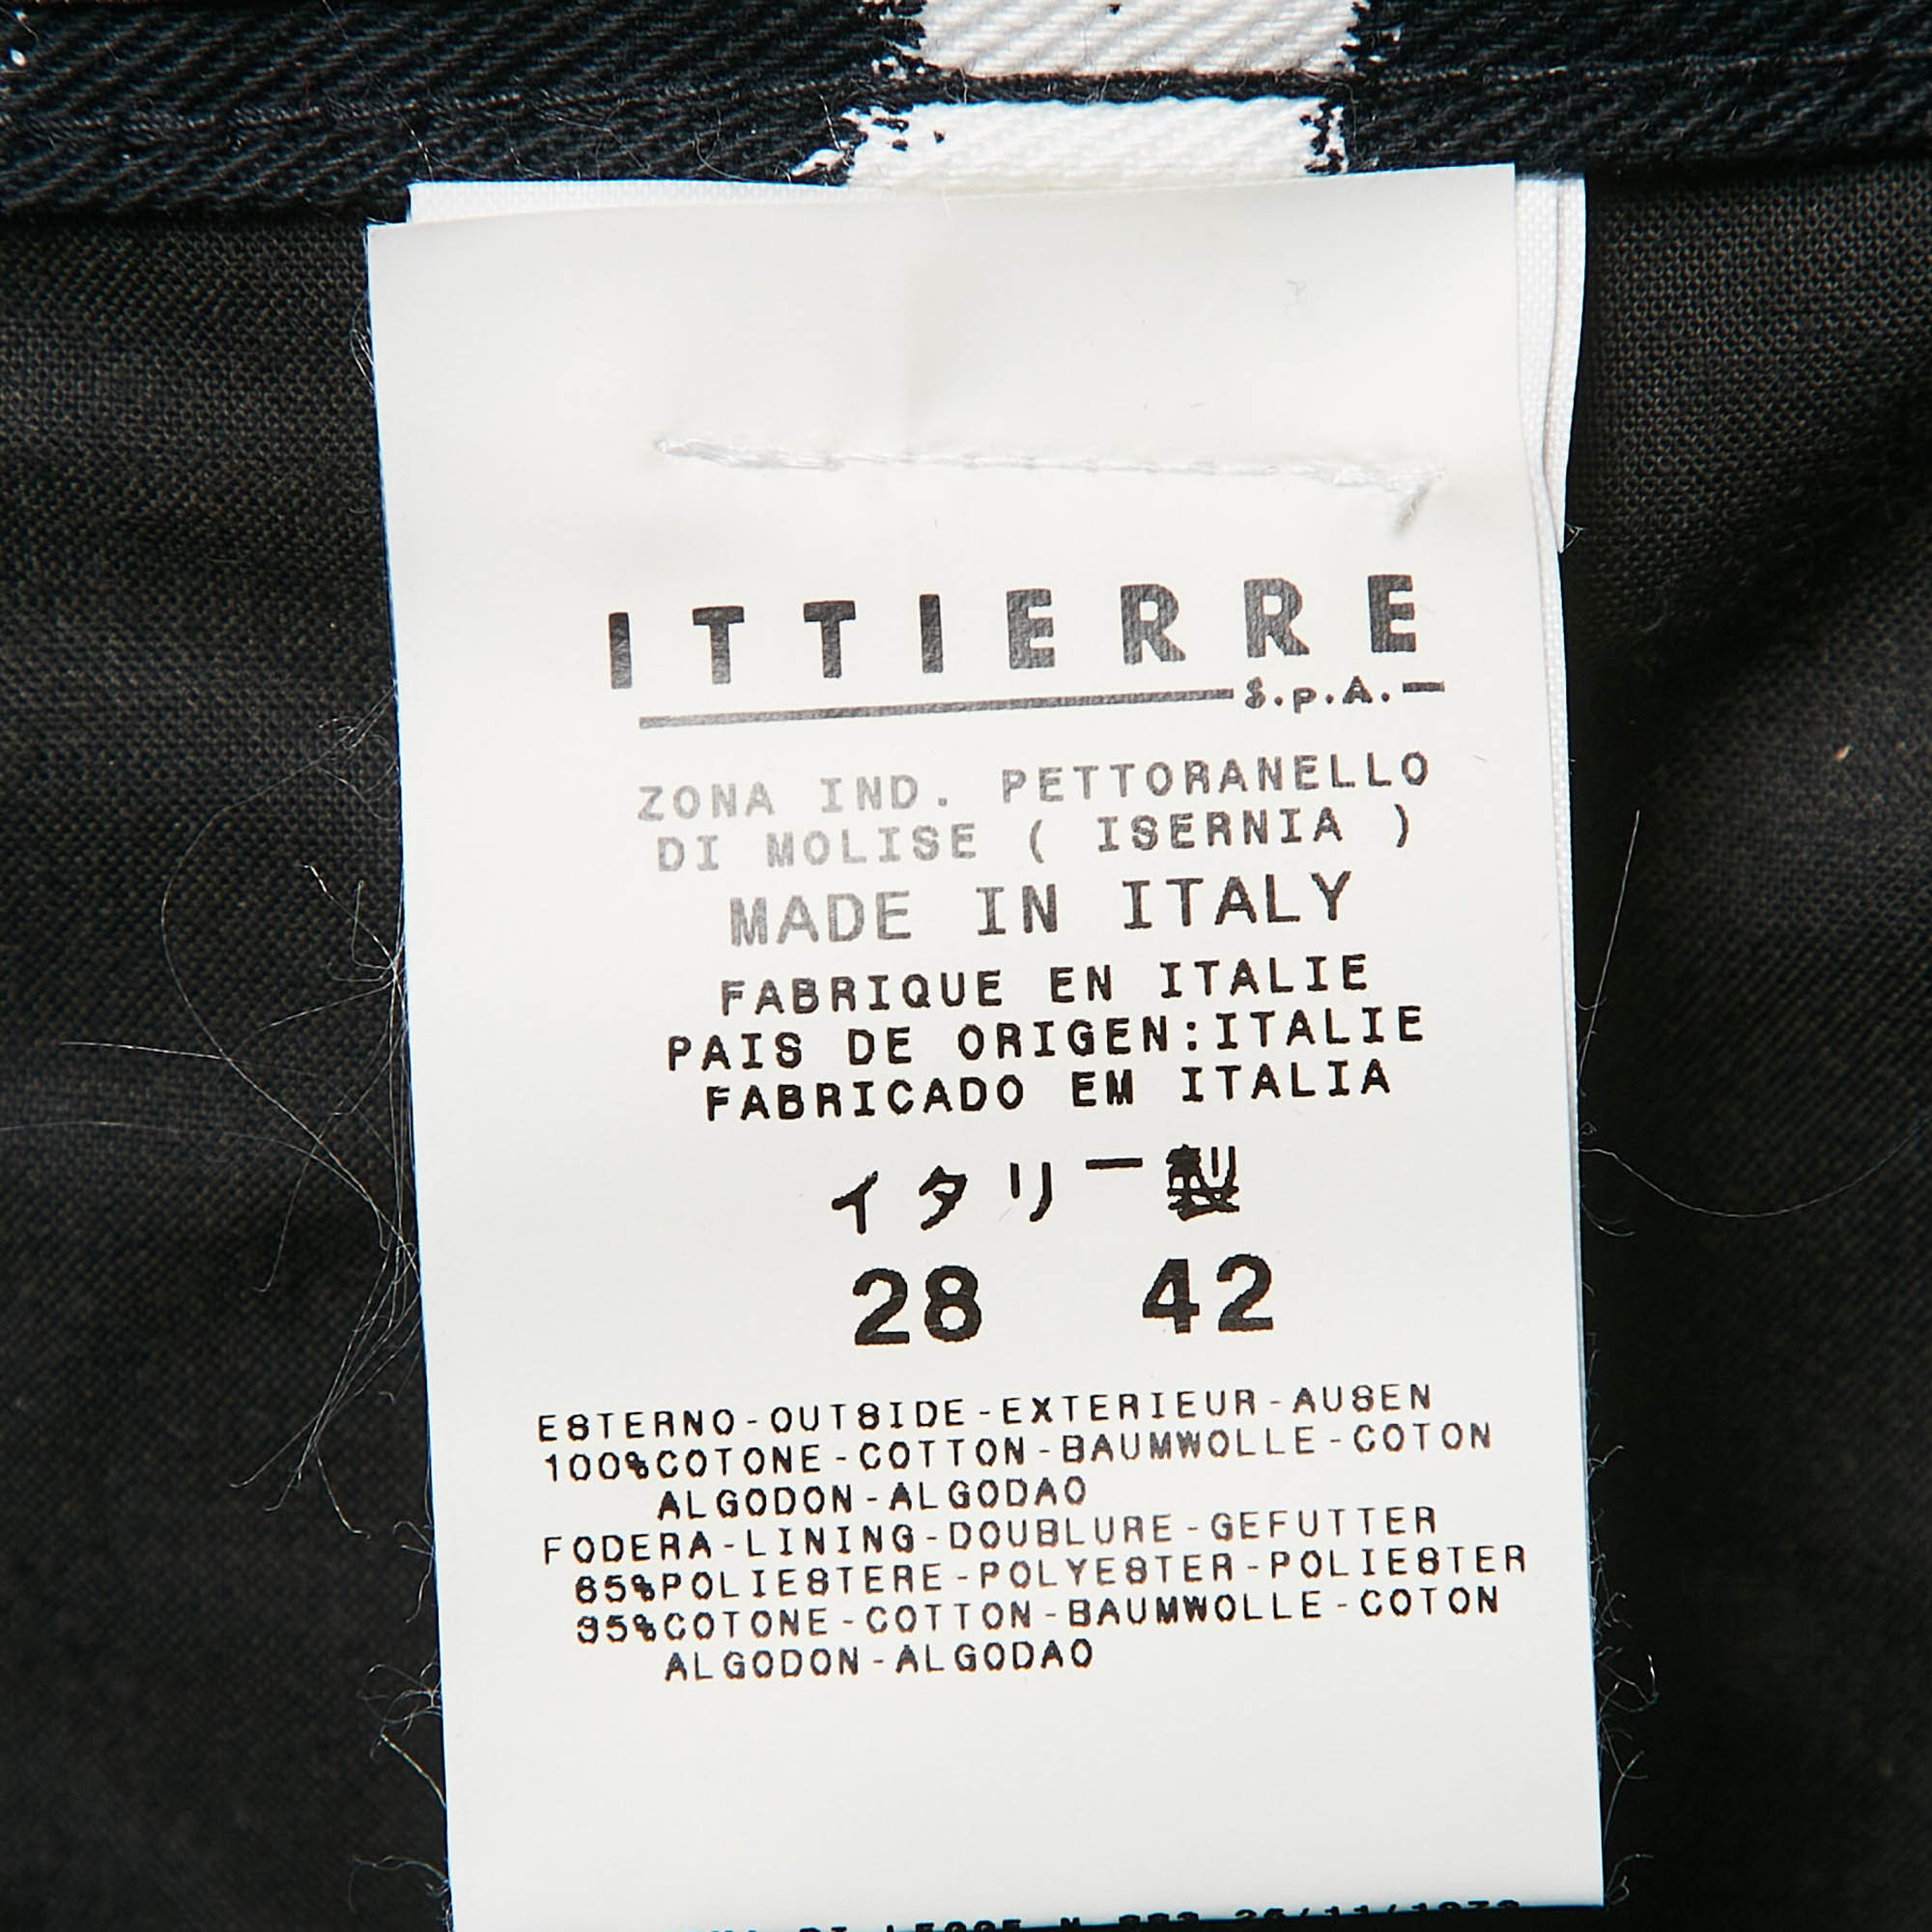 ITTIERRE
S.p.A.
ZONA IND. PETTORANELLO
DI MOLISE ( ISERNIA )
MADE IN ITALY
FABRIQUE EN ITALIE
PAIS DE ORIGEN:ITALIE
FABRICADO EM ITALIA
イタリー製
28 42
ESTERNO-OUTSIDE-EXTERIEUR-AUSEN
100%COTONE-COTTON-BAUMWOLLE-COTON
ALGODON-ALGODAO
FODERA-LINING-DOUBLURE-GEFUTTER
65%POLIESTERE-POLYESTER-POLIESTER
35%COTONE-COTTON-BAUMWOLLE-COTON
ALGODON-ALGODAO